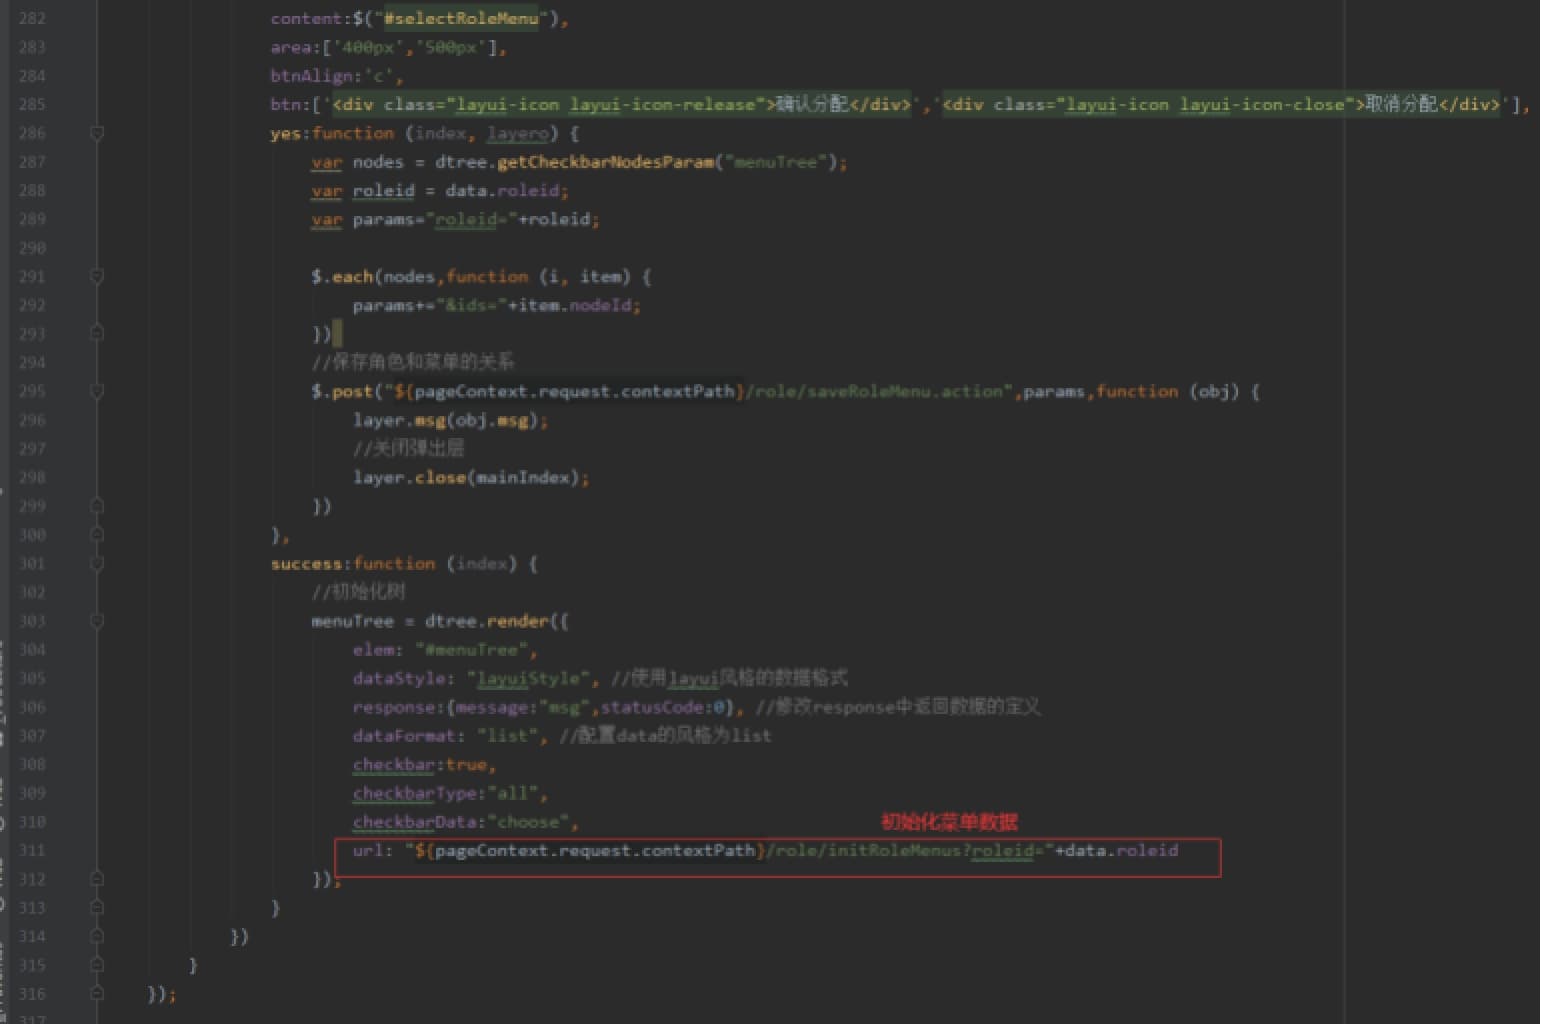 282 content:$("#selectRoleMenu"),
283 area:['400px','500px'],
284 btnAlign:'c',
285 btn:['<div class="layui-icon layui-icon-release">确认分配</div>','<div class="layui-icon layui-icon-close">取消分配</div>'],
286 yes:function (index, layero) {
287 var nodes = dtree.getCheckbarNodesParam("menuTree");
288 var roleid = data.roleid;
289 var params="roleid="+roleid;
290
291 $.each(nodes,function (i, item) {
292 params+="&ids="+item.nodeId;
293 })
294 //保存角色和菜单的关系
295 $.post("${pageContext.request.contextPath}/role/saveRoleMenu.action",params,function (obj) {
296 layer.msg(obj.msg);
297 //关闭弹出层
298 layer.close(mainIndex);
299 })
300 },
301 success:function (index) {
302 //初始化树
303 menuTree = dtree.render({
304 elem: "#menuTree",
305 dataStyle: "layuiStyle", //使用layui风格的数据格式
306 response:{message:"msg",statusCode:0}, //修改response中返回数据的定义
307 dataFormat: "list", //配置data的风格为list
308 checkbar:true,
309 checkbarType:"all",
310 checkbarData:"choose", 初始化菜单数据
311 url: "${pageContext.request.contextPath}/role/initRoleMenus?roleid="+data.roleid
312 });
313 }
314 })
315 }
316 });
317